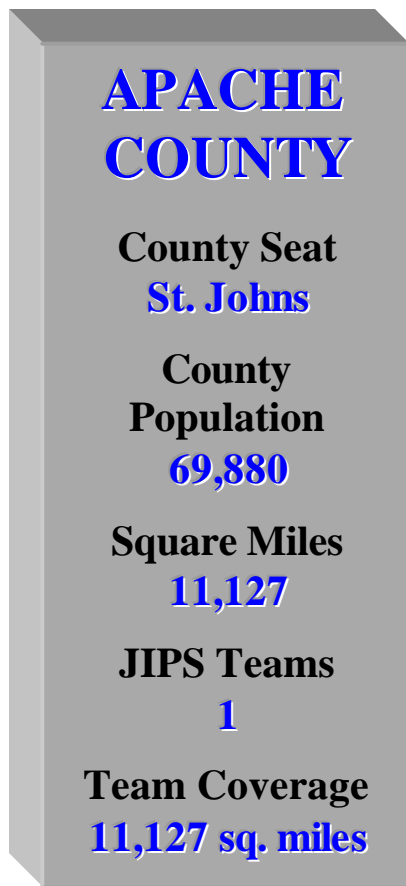 APACHE
COUNTY
County Seat
St. Johns
County
Population
69,880
Square Miles
11,127
JIPS Teams
1
Team Coverage
11,127 sq. miles